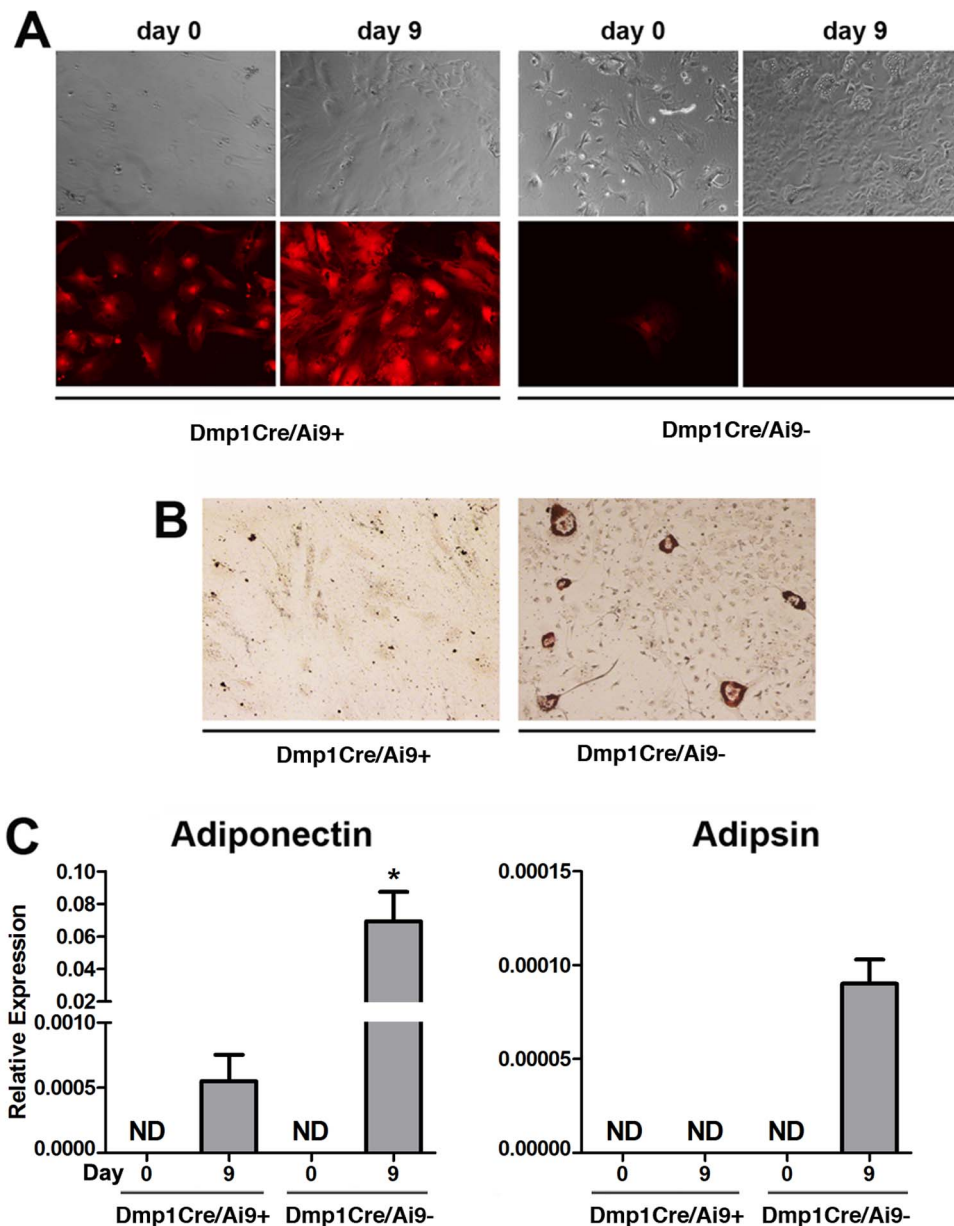 A
day 0 day 9 day 0 day 9
Dmp1Cre/Ai9+ Dmp1Cre/Ai9-
B
Dmp1Cre/Ai9+ Dmp1Cre/Ai9-
C
Adiponectin
Relative Expression
0.10
0.08
0.06
0.04
0.02
0.0010
0.0005
0.0000
*
ND ND
Day 0 9 0 9
Dmp1Cre/Ai9+ Dmp1Cre/Ai9-
Adipsin
0.00015
0.00010
0.00005
0.00000
ND ND ND
0 9 0 9
Dmp1Cre/Ai9+ Dmp1Cre/Ai9-